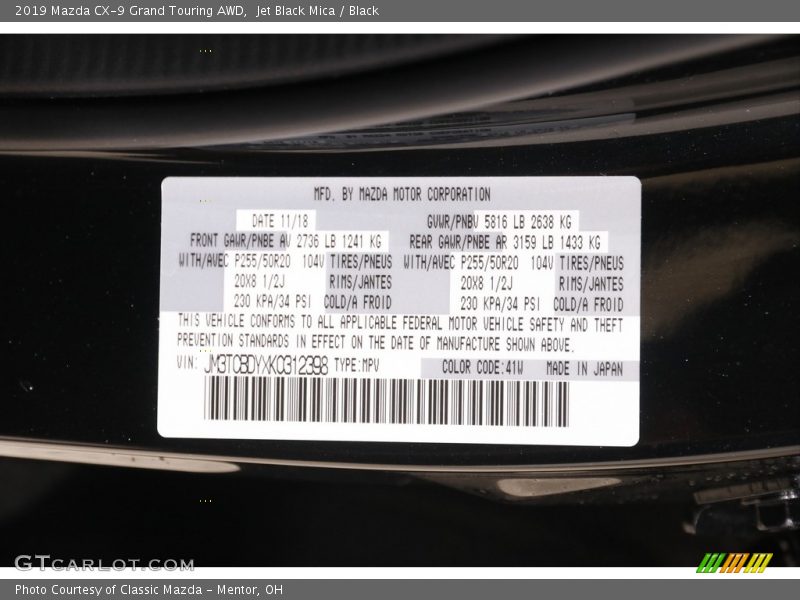 2019 Mazda CX-9 Grand Touring AWD,  Jet Black Mica / Black
MFD. BY MAZDA MOTOR CORPORATION
DATE 11/18 GVWR/PNBV 5816 LB 2638 KG
FRONT GAWR/PNBE AV 2736 LB 1241 KG REAR GAWR/PNBE AR 3159 LB 1433 KG
WITH/AVEC P255/50R20 104V TIRES/PNEUS WITH/AVEC P255/50R20 104V TIRES/PNEUS
20X8 1/2J RIMS/JANTES 20X8 1/2J RIMS/JANTES
230 KPA/34 PSI COLD/A FROID 230 KPA/34 PSI COLD/A FROID
THIS VEHICLE CONFORMS TO ALL APPLICABLE FEDERAL MOTOR VEHICLE SAFETY AND THEFT
PREVENTION STANDARDS IN EFFECT ON THE DATE OF MANUFACTURE SHOWN ABOVE.
VIN: JM3TCBDYXK0312398 TYPE:MPV COLOR CODE:41W MADE IN JAPAN
GTCARLOT.COM
Photo Courtesy of Classic Mazda - Mentor, OH